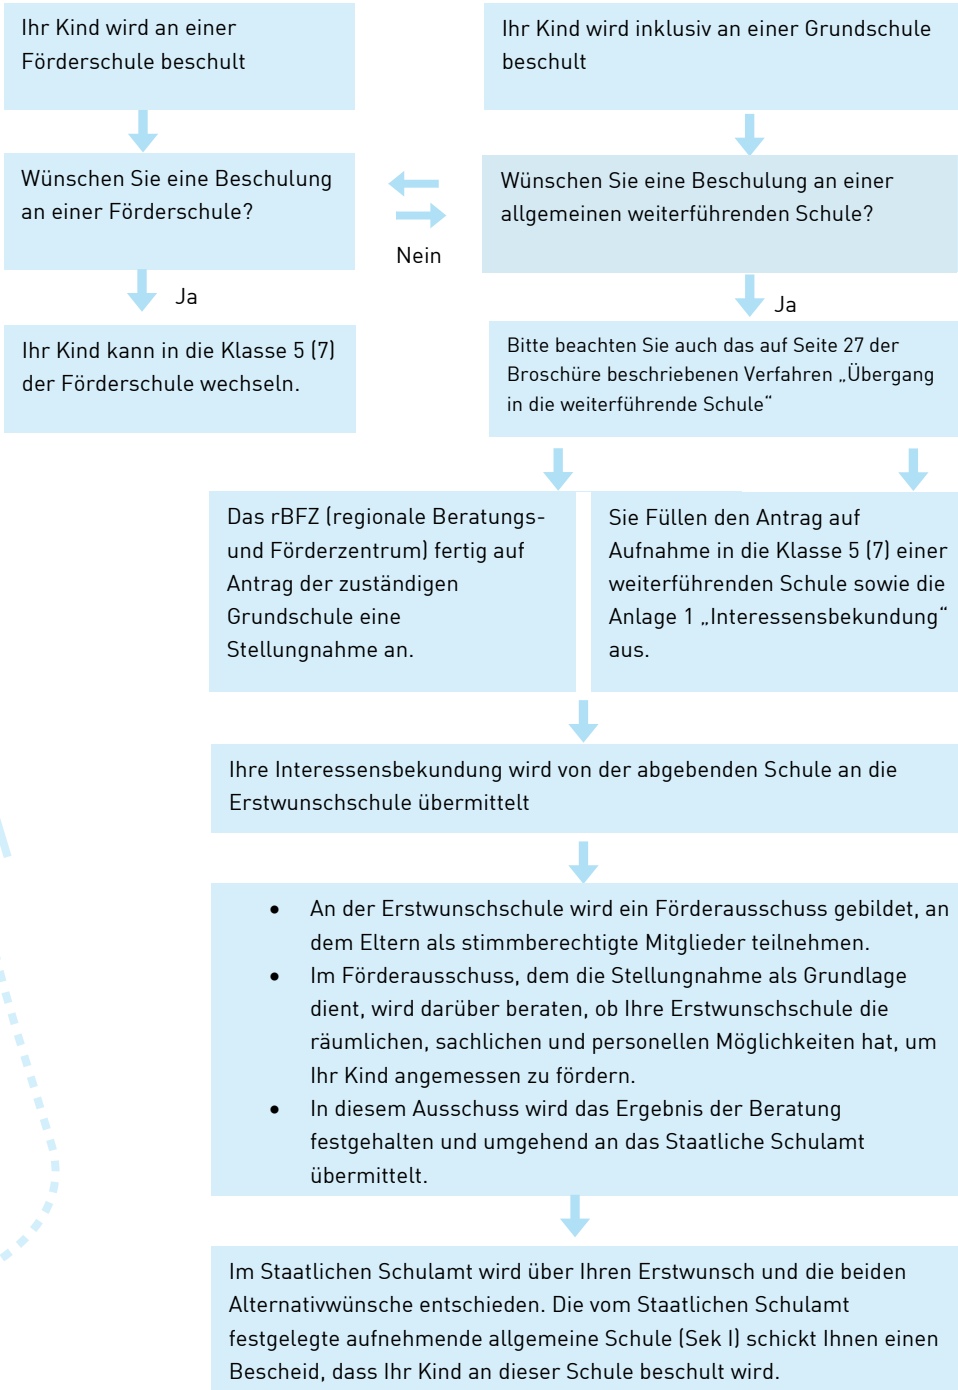 Ihr Kind wird an einer
Förderschule beschult
Ihr Kind wird inklusiv an einer Grundschule
beschult
Wünschen Sie eine Beschulung
an einer Förderschule?
Nein
Wünschen Sie eine Beschulung an einer
allgemeinen weiterführenden Schule?
Ja
Ja
Ihr Kind kann in die Klasse 5 (7)
der Förderschule wechseln.
Bitte beachten Sie auch das auf Seite 27 der
Broschüre beschriebenen Verfahren „Übergang
in die weiterführende Schule“
Das rBFZ (regionale Beratungs-
und Förderzentrum) fertig auf
Antrag der zuständigen
Grundschule eine
Stellungnahme an.
Sie Füllen den Antrag auf
Aufnahme in die Klasse 5 (7) einer
weiterführenden Schule sowie die
Anlage 1 „Interessensbekundung“
aus.
Ihre Interessensbekundung wird von der abgebenden Schule an die
Erstwunschschule übermittelt
• An der Erstwunschschule wird ein Förderausschuss gebildet, an
dem Eltern als stimmberechtigte Mitglieder teilnehmen.
• Im Förderausschuss, dem die Stellungnahme als Grundlage
dient, wird darüber beraten, ob Ihre Erstwunschschule die
räumlichen, sachlichen und personellen Möglichkeiten hat, um
Ihr Kind angemessen zu fördern.
• In diesem Ausschuss wird das Ergebnis der Beratung
festgehalten und umgehend an das Staatliche Schulamt
übermittelt.
Im Staatlichen Schulamt wird über Ihren Erstwunsch und die beiden
Alternativwünsche entschieden. Die vom Staatlichen Schulamt
festgelegte aufnehmende allgemeine Schule (Sek I) schickt Ihnen einen
Bescheid, dass Ihr Kind an dieser Schule beschult wird.